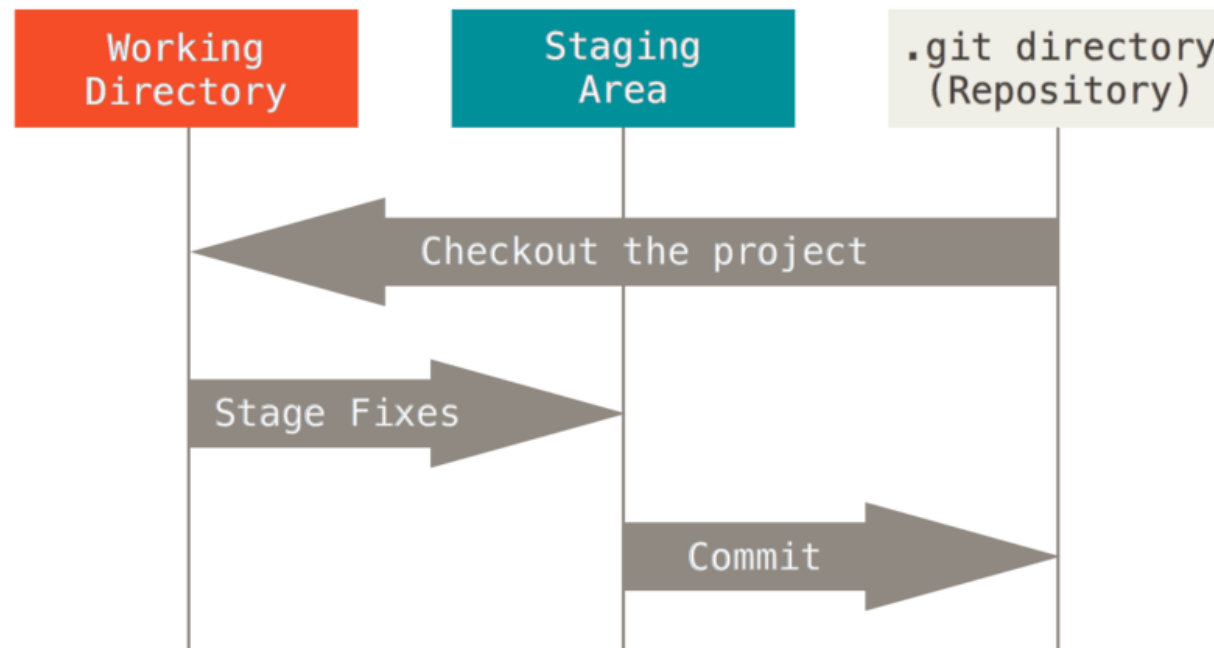 Working
Directory
Staging
Area
.git directory
(Repository)
Checkout the project
Stage Fixes
Commit